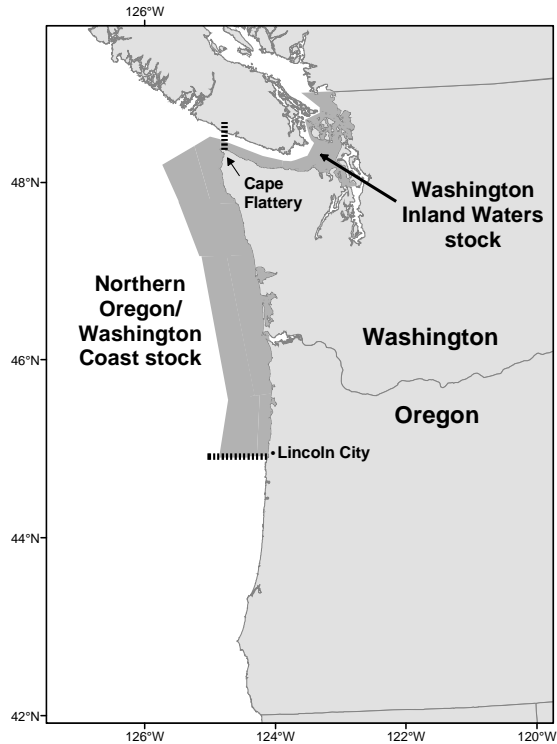 126°W
48°N
Cape
Flattery
Washington
Inland Waters
stock
Northern
Oregon/
Washington
Coast stock
Washington
46°N
Oregon
Lincoln City
44°N
42°N
126°W
124°W
122°W
120°W